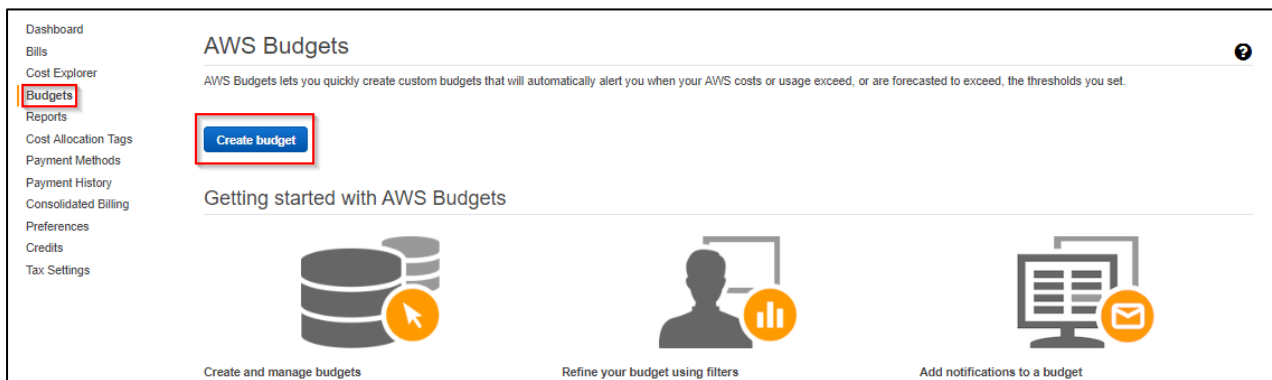 Dashboard
Bills
Cost Explorer
Budgets
Reports
Cost Allocation Tags
Payment Methods
Payment History
Consolidated Billing
Preferences
Credits
Tax Settings
AWS Budgets
?
AWS Budgets lets you quickly create custom budgets that will automatically alert you when your AWS costs or usage exceed, or are forecasted to exceed, the thresholds you set.
Create budget
Getting started with AWS Budgets
Create and manage budgets
Refine your budget using filters
Add notifications to a budget